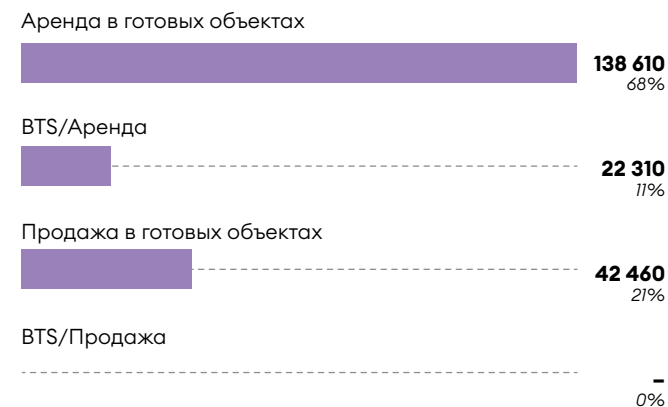 Аренда в готовых объектах
138 610
68%
BTS/Аренда
22 310
11%
Продажа в готовых объектах
42 460
21%
BTS/Продажа
–
0%